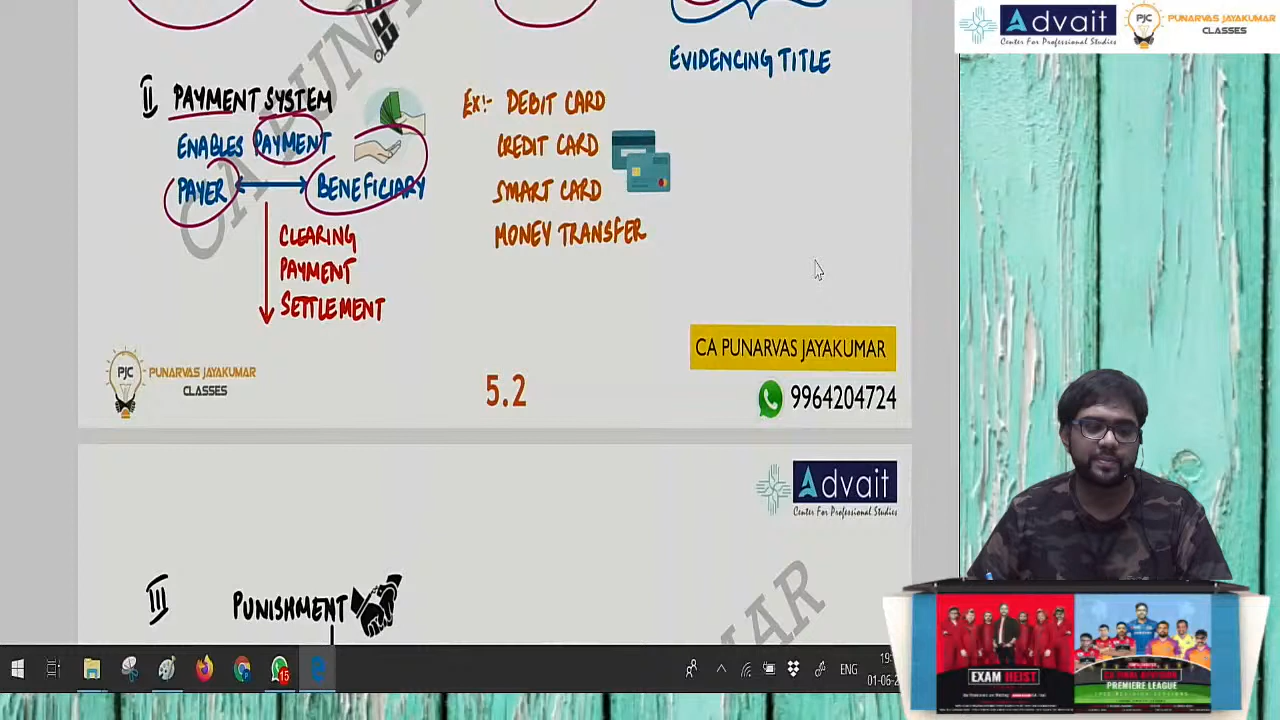 Advait
Center For Professional Studies
PJC
PUNARVAS JAYAKUMAR
CLASSES
EVIDENCING TITLE
II PAYMENT SYSTEM
ENABLES PAYMENT
PAYER
BENEFICIARY
CLEARING
PAYMENT
SETTLEMENT
EX:- DEBIT CARD
CREDIT CARD
SMART CARD
MONEY TRANSFER
CA PUNARVAS JAYAKUMAR
9964204724
PJC
PUNARVAS JAYAKUMAR
CLASSES
5.2
Advait
Center For Professional Studies
III PUNISHMENT
15
ENG
EXAM HEIST
PREMIERE LEAGUE